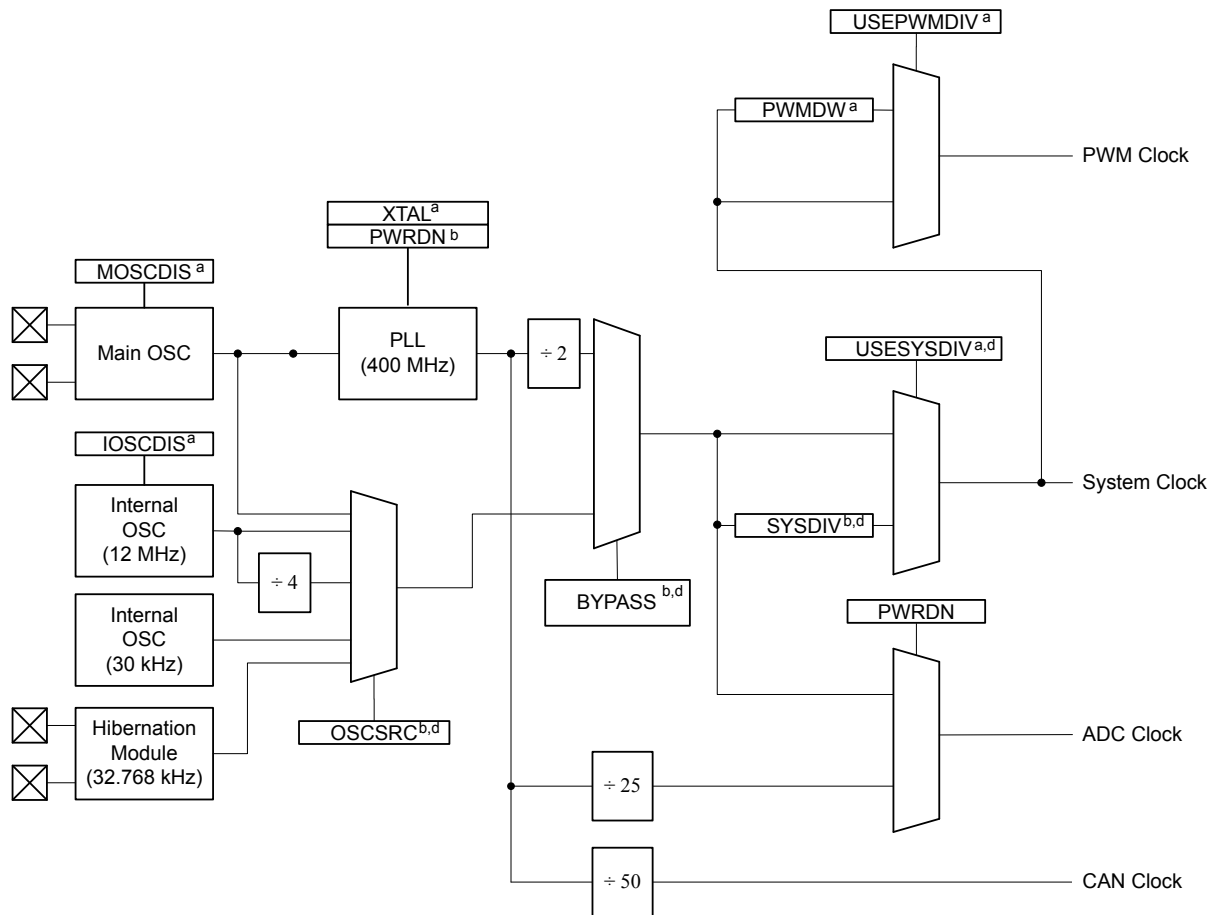 USEPWMDIV a
PWMDW a
PWM Clock
XTAL a
PWRDN b
MOSCDIS a
Main OSC
PLL
(400 MHz)
÷ 2
USESYSDIV a,d
IOSCDIS a
Internal
OSC
(12 MHz)
÷ 4
System Clock
SYSDIV b,d
BYPASS b,d
Internal
OSC
(30 kHz)
PWRDN
OSCSRC b,d
Hibernation
Module
(32.768 kHz)
ADC Clock
÷ 25
÷ 50
CAN Clock